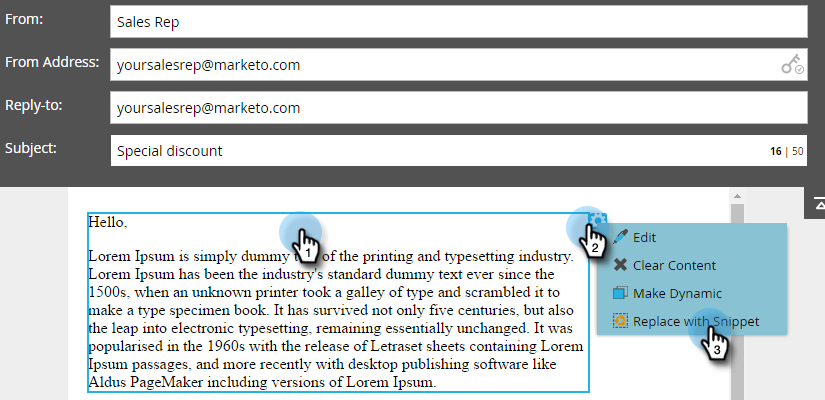 From:
Sales Rep
From Address:
yoursalesrep@marketo.com
Reply-to:
yoursalesrep@marketo.com
Subject:
Special discount
16 | 50
Hello,
1
2
Edit
Clear Content
Make Dynamic
Replace with Snippet
3
Lorem Ipsum is simply dummy of the printing and typesetting industry.
Lorem Ipsum has been the industry's standard dummy text ever since the
1500s, when an unknown printer took a galley of type and scrambled it to
make a type specimen book. It has survived not only five centuries, but also
the leap into electronic typesetting, remaining essentially unchanged. It was
popularised in the 1960s with the release of Letraset sheets containing Lorem
Ipsum passages, and more recently with desktop publishing software like
Aldus PageMaker including versions of Lorem Ipsum.